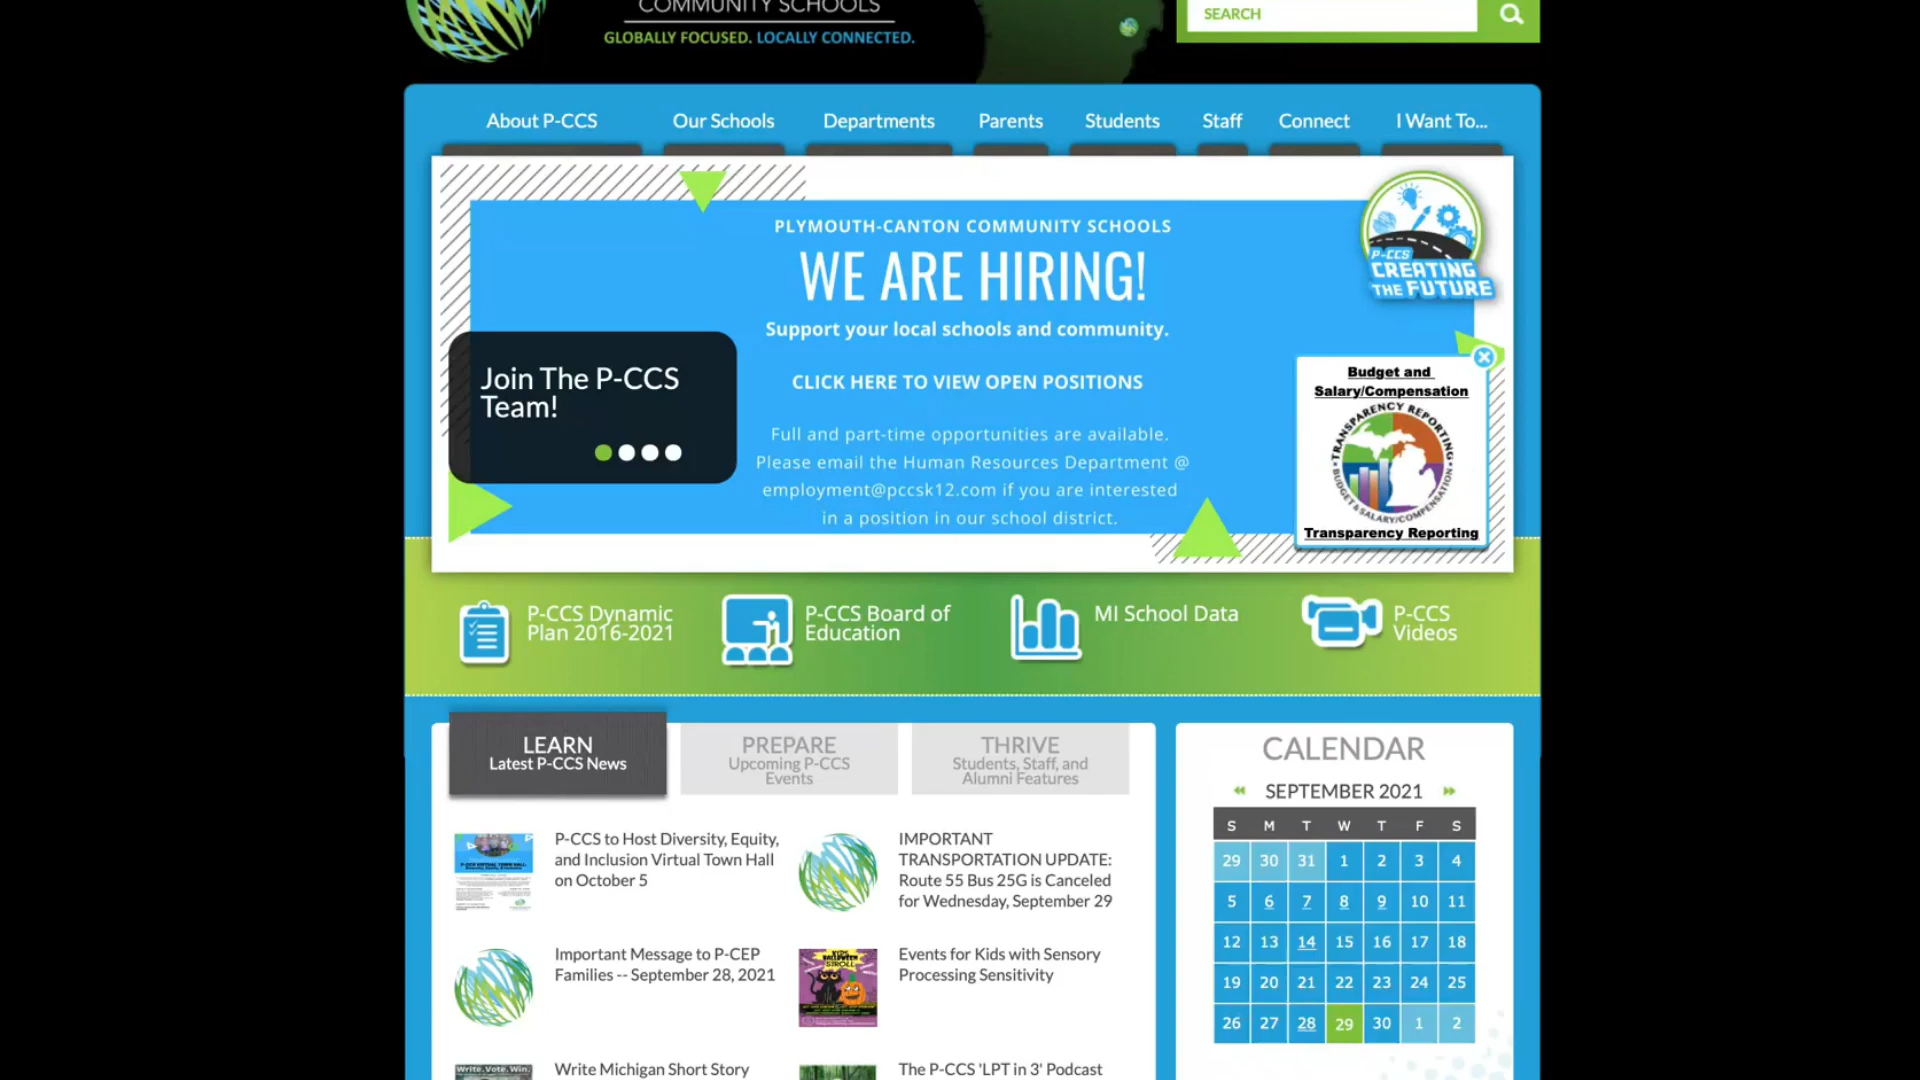 COMMUNITY SCHOOLS
GLOBALLY FOCUSED. LOCALLY CONNECTED.
SEARCH
About P-CCS
Our Schools
Departments
Parents
Students
Staff
Connect
I Want To...
PLYMOUTH-CANTON COMMUNITY SCHOOLS
WE ARE HIRING!
Support your local schools and community.
CLICK HERE TO VIEW OPEN POSITIONS
Full and part-time opportunities are available.
Please email the Human Resources Department @
employment@pccsk12.com if you are interested
in a position in our school district.
P-CCS
CREATING
THE FUTURE
Join The P-CCS
Team!
Budget and
Salary/Compensation
TRANSPARENCY REPORTING
BUDGET & SALARY/COMPENSATION
Transparency Reporting
P-CCS Dynamic
Plan 2016-2021
P-CCS Board of
Education
MI School Data
P-CCS
Videos
LEARN
Latest P-CCS News
PREPARE
Upcoming P-CCS
Events
THRIVE
Students, Staff, and
Alumni Features
P-CCS to Host Diversity, Equity,
and Inclusion Virtual Town Hall
on October 5
IMPORTANT
TRANSPORTATION UPDATE:
Route 55 Bus 25G is Canceled
for Wednesday, September 29
Important Message to P-CEP
Families -- September 28, 2021
KIDS
HALLOWEEN
STROLL
Events for Kids with Sensory
Processing Sensitivity
Write. Vote. Win.
Write Michigan Short Story
The P-CCS 'LPT in 3' Podcast
CALENDAR
SEPTEMBER 2021
S M T W T F S
29 30 31 1 2 3 4
5 6 7 8 9 10 11
12 13 14 15 16 17 18
19 20 21 22 23 24 25
26 27 28 29 30 1 2